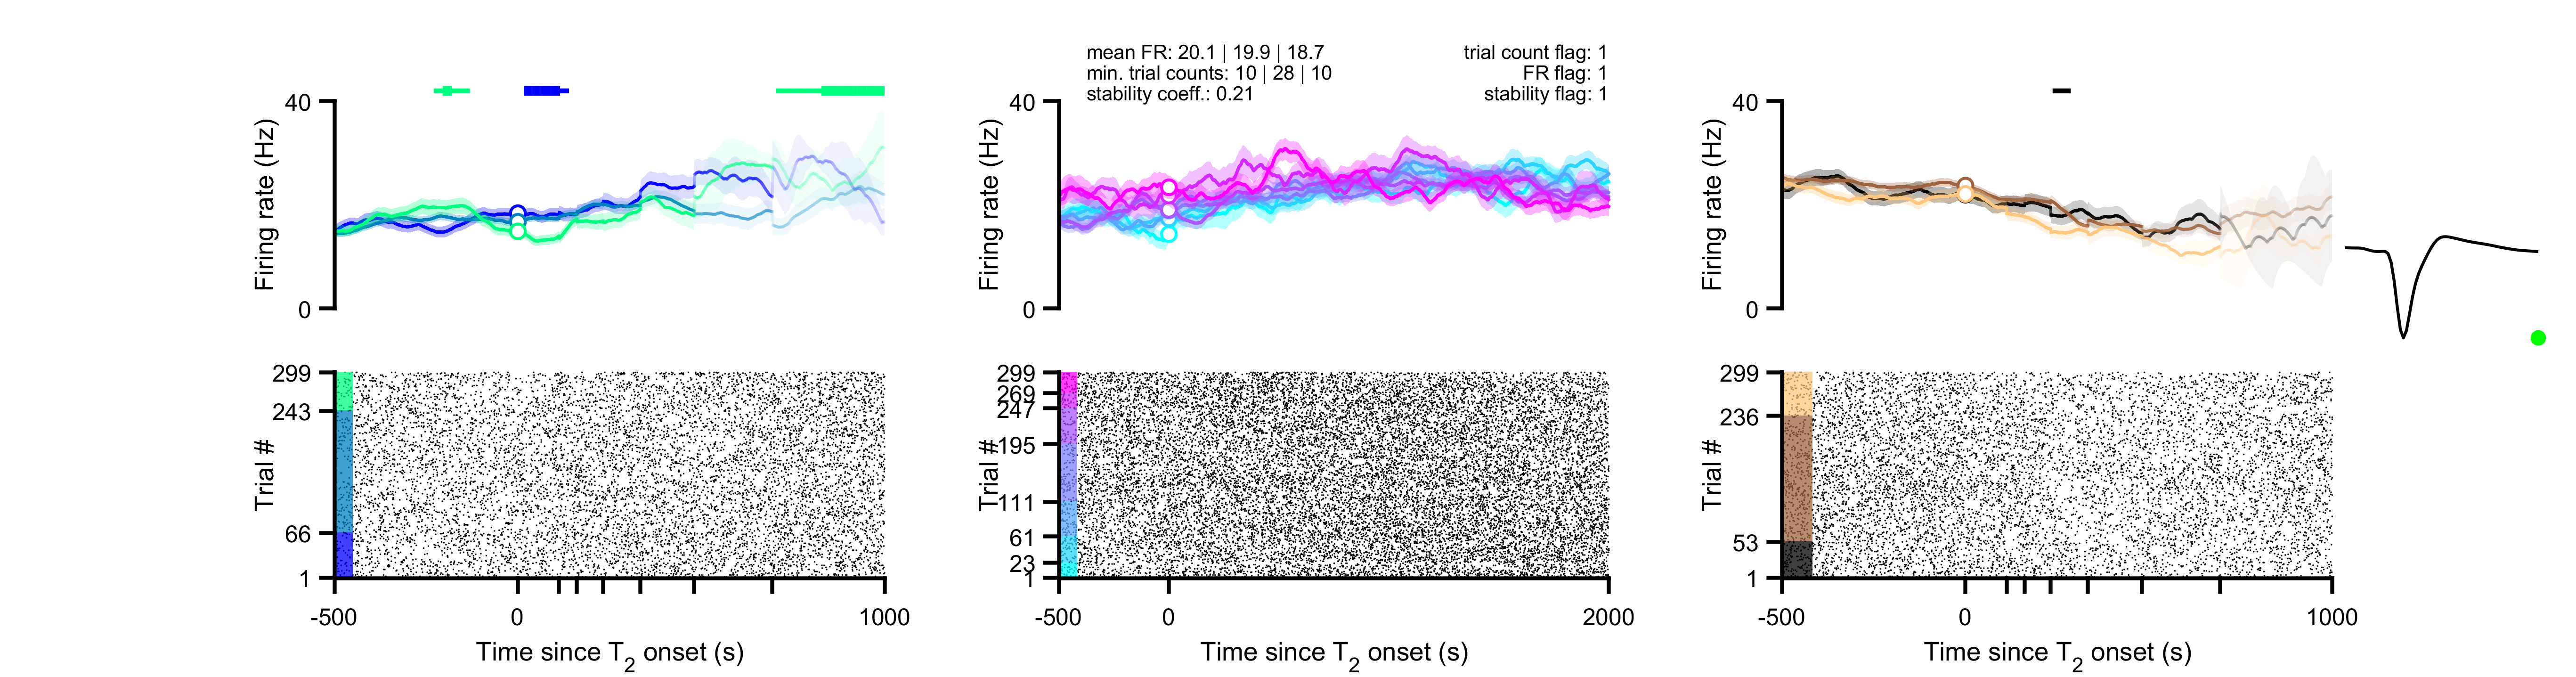 mean FR: 20.1 | 19.9 | 18.7
min. trial counts: 10 | 28 | 10
stability coeff.: 0.21
trial count flag: 1
FR flag: 1
stability flag: 1
40
Firing rate (Hz)
0
40
Firing rate (Hz)
0
40
Firing rate (Hz)
0
299
243
Trial #
66
1
-500
0
1000
Time since T2 onset (s)
299
269
247
195
Trial #
111
61
23
1
-500
0
2000
Time since T2 onset (s)
299
236
Trial #
53
1
-500
0
1000
Time since T2 onset (s)